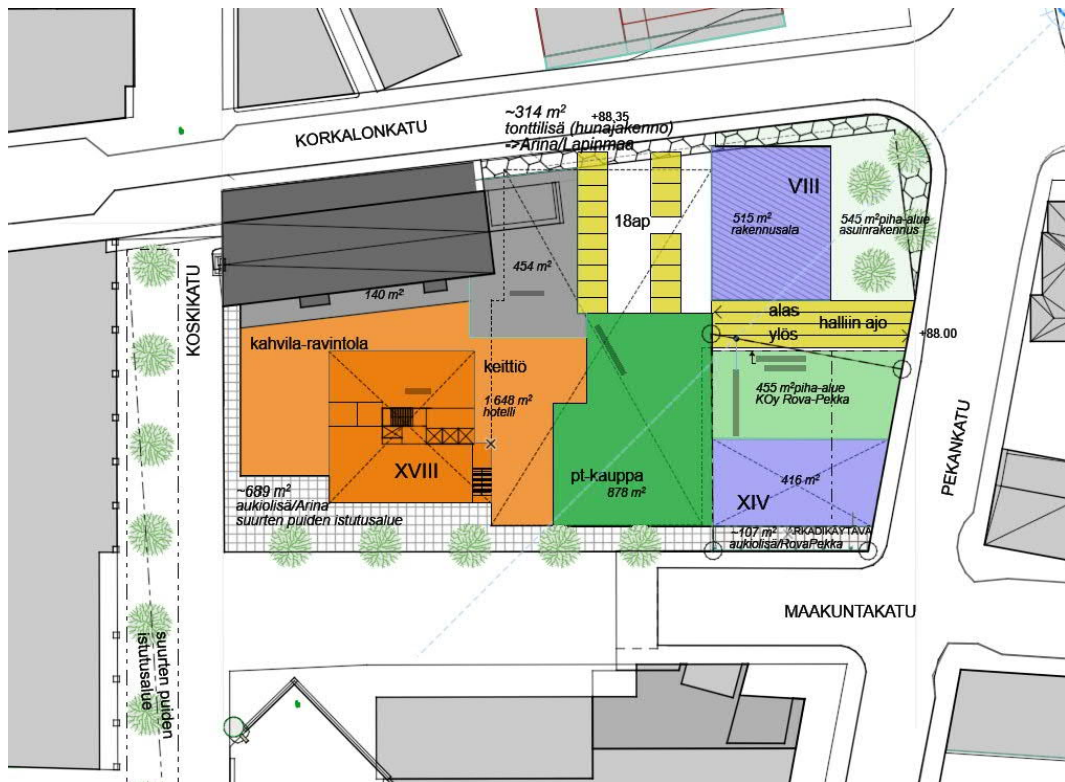 ~314 m²
+88,35
tonttilisä (hunajakenno)
->Arina/Lapinmaa
KORKALONKATU
VIII
515 m²
rakennusala
545 m²piha-alue
asuinrakennus
18ap
454 m²
140 m²
KOSKIKATU
alas
halliin ajo
ylös
+88.00
kahvila-ravintola
keittiö
1 648 m²
hotelli
455 m²piha-alue
KOy Rova-Pekka
PEKANKATU
XVIII
pt-kauppa
878 m²
416 m²
XIV
~689 m²
aukiolisä/Arina
suurten puiden istutusalue
~107 m²
ARKADIKÄYTÄVÄ
aukiolisä/RovaPekka
MAAKUNTAKATU
suurten puiden
istutusalue